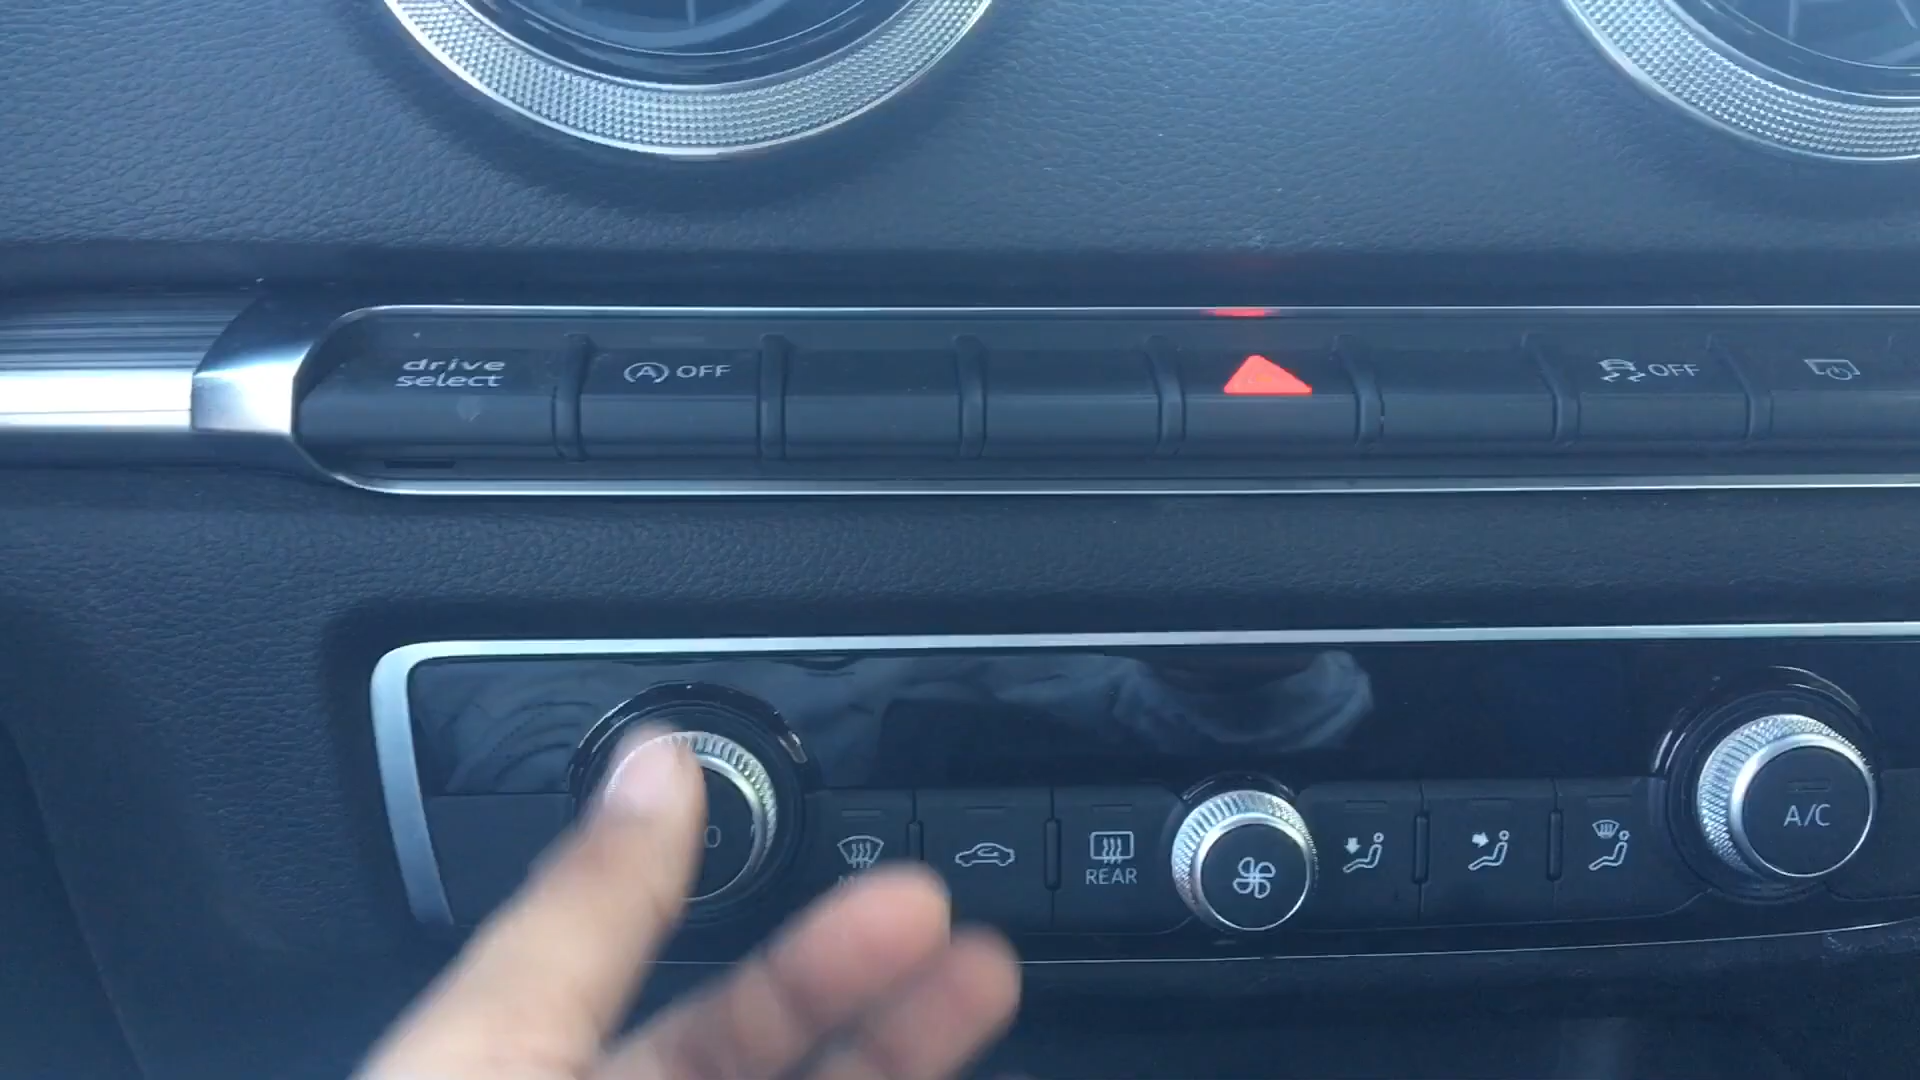 drive
select
A OFF
OFF
REAR
A/C